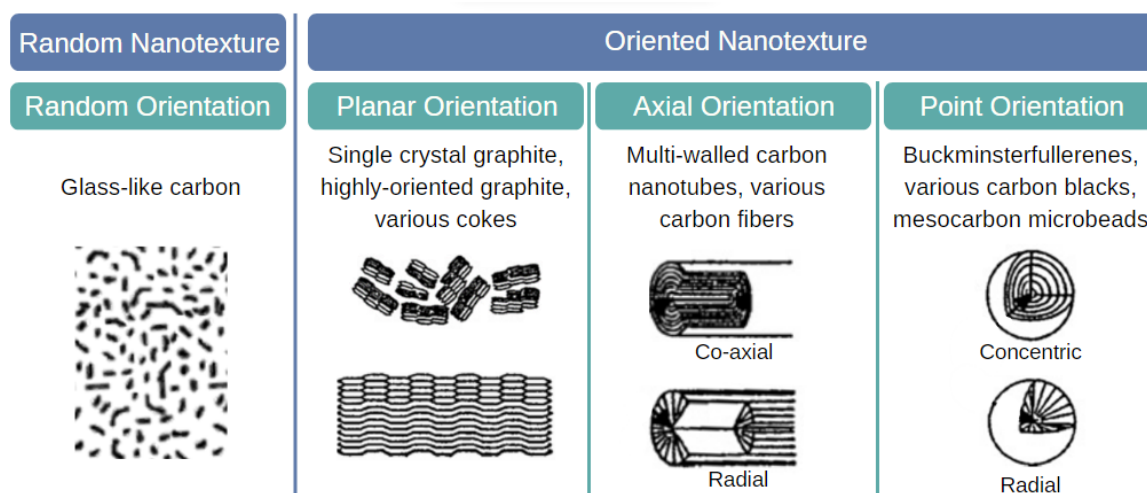 Random Nanotexture
Oriented Nanotexture
Random Orientation
Planar Orientation
Axial Orientation
Point Orientation
Glass-like carbon
Single crystal graphite,
highly-oriented graphite,
various cokes
Multi-walled carbon
nanotubes, various
carbon fibers
Buckminsterfullerenes,
various carbon blacks,
mesocarbon microbeads
Co-axial
Concentric
Radial
Radial